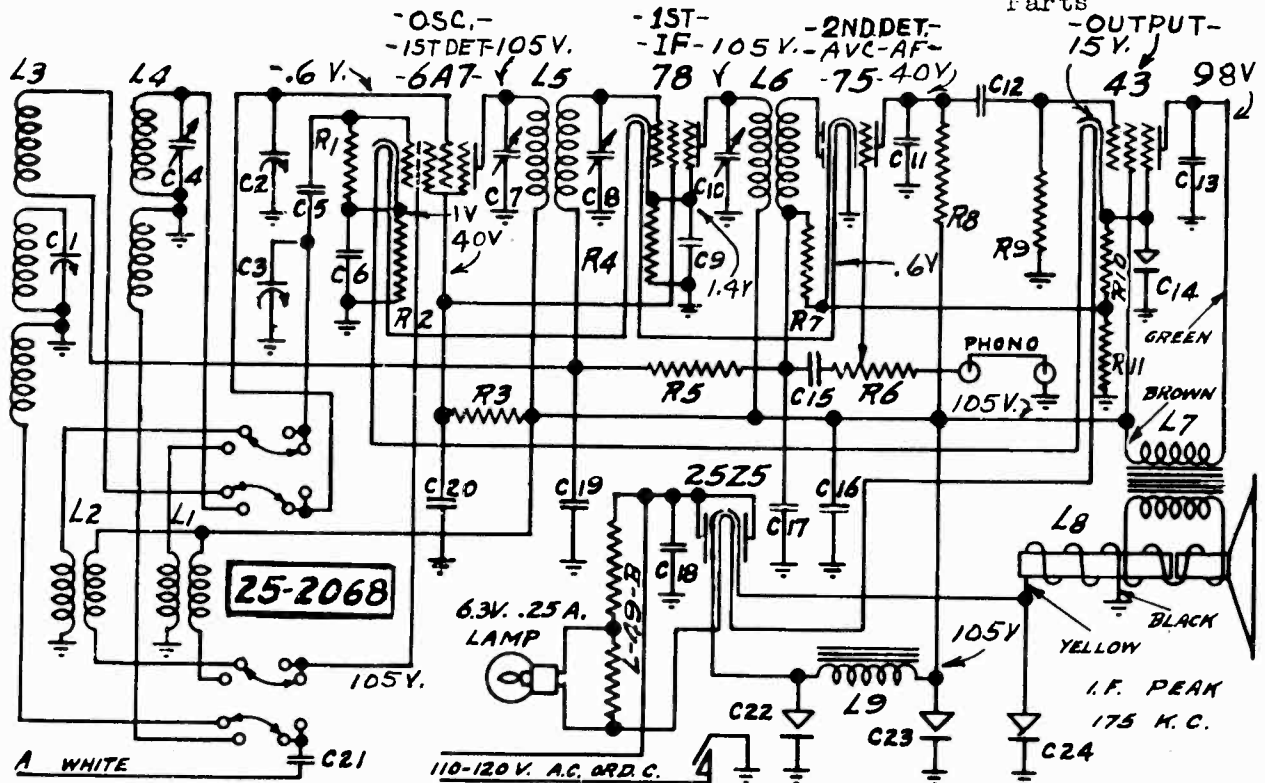 Parts
-OSC.-
-1ST DET-105 V.
-.6 V.
-6A7-
-1ST-
-IF-105 V.
78
-2ND.DET.-
-AVC-AF-
-75-40V
-OUTPUT-
15 V.
43
98V
L3
L4
L5
L6
C12
R1
C4
C2
C5
C7
C8
C10
C11
C13
C1
1V
40V
R8
R9
R10
C3
C6
R4
C9
1.4V
.6V
C14
R2
R7
GREEN
R11
PHONO
R3
R5
C15
R6
105 V.
BROWN
L7
25Z5
C20
C19
C17
C16
L2
L1
L8
25-2068
C18
L-49-B
6.3V. .25 A.
LAMP
BLACK
YELLOW
105V
105V.
L9
I.F. PEAK
175 K.C.
C22
C23
C24
A WHITE
C21
110-120 V. A.C. OR D.C.